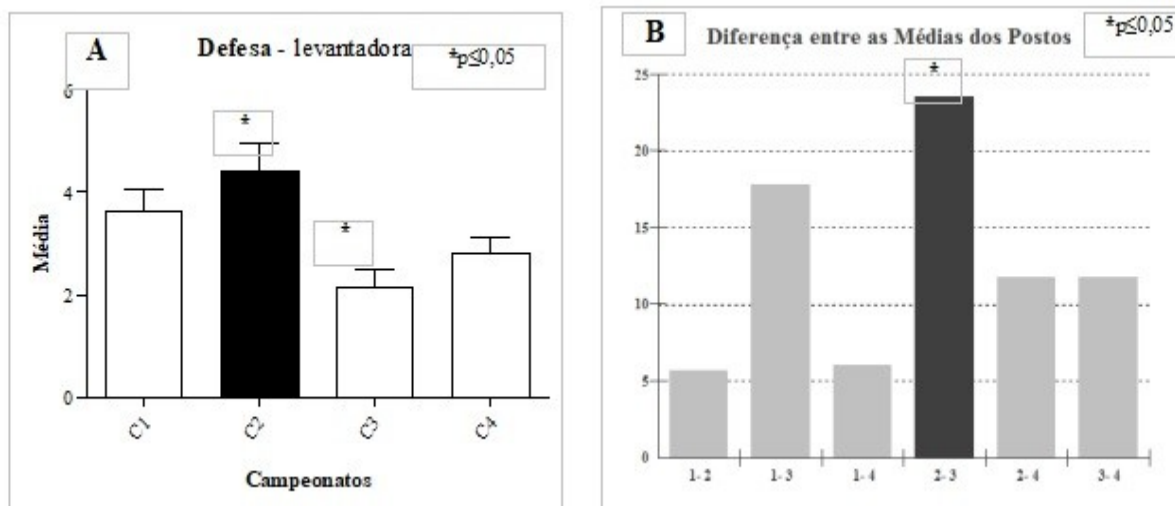 A
Defesa - levantadora
*p≤0,05
6
*
4
*
2
0
Média
C1
C2
C3
C4
Campeonatos
B
Diferença entre as Médias dos Postos
*p≤0,05
25
*
20
15
10
5
0
1- 2
1- 3
1- 4
2- 3
2- 4
3- 4